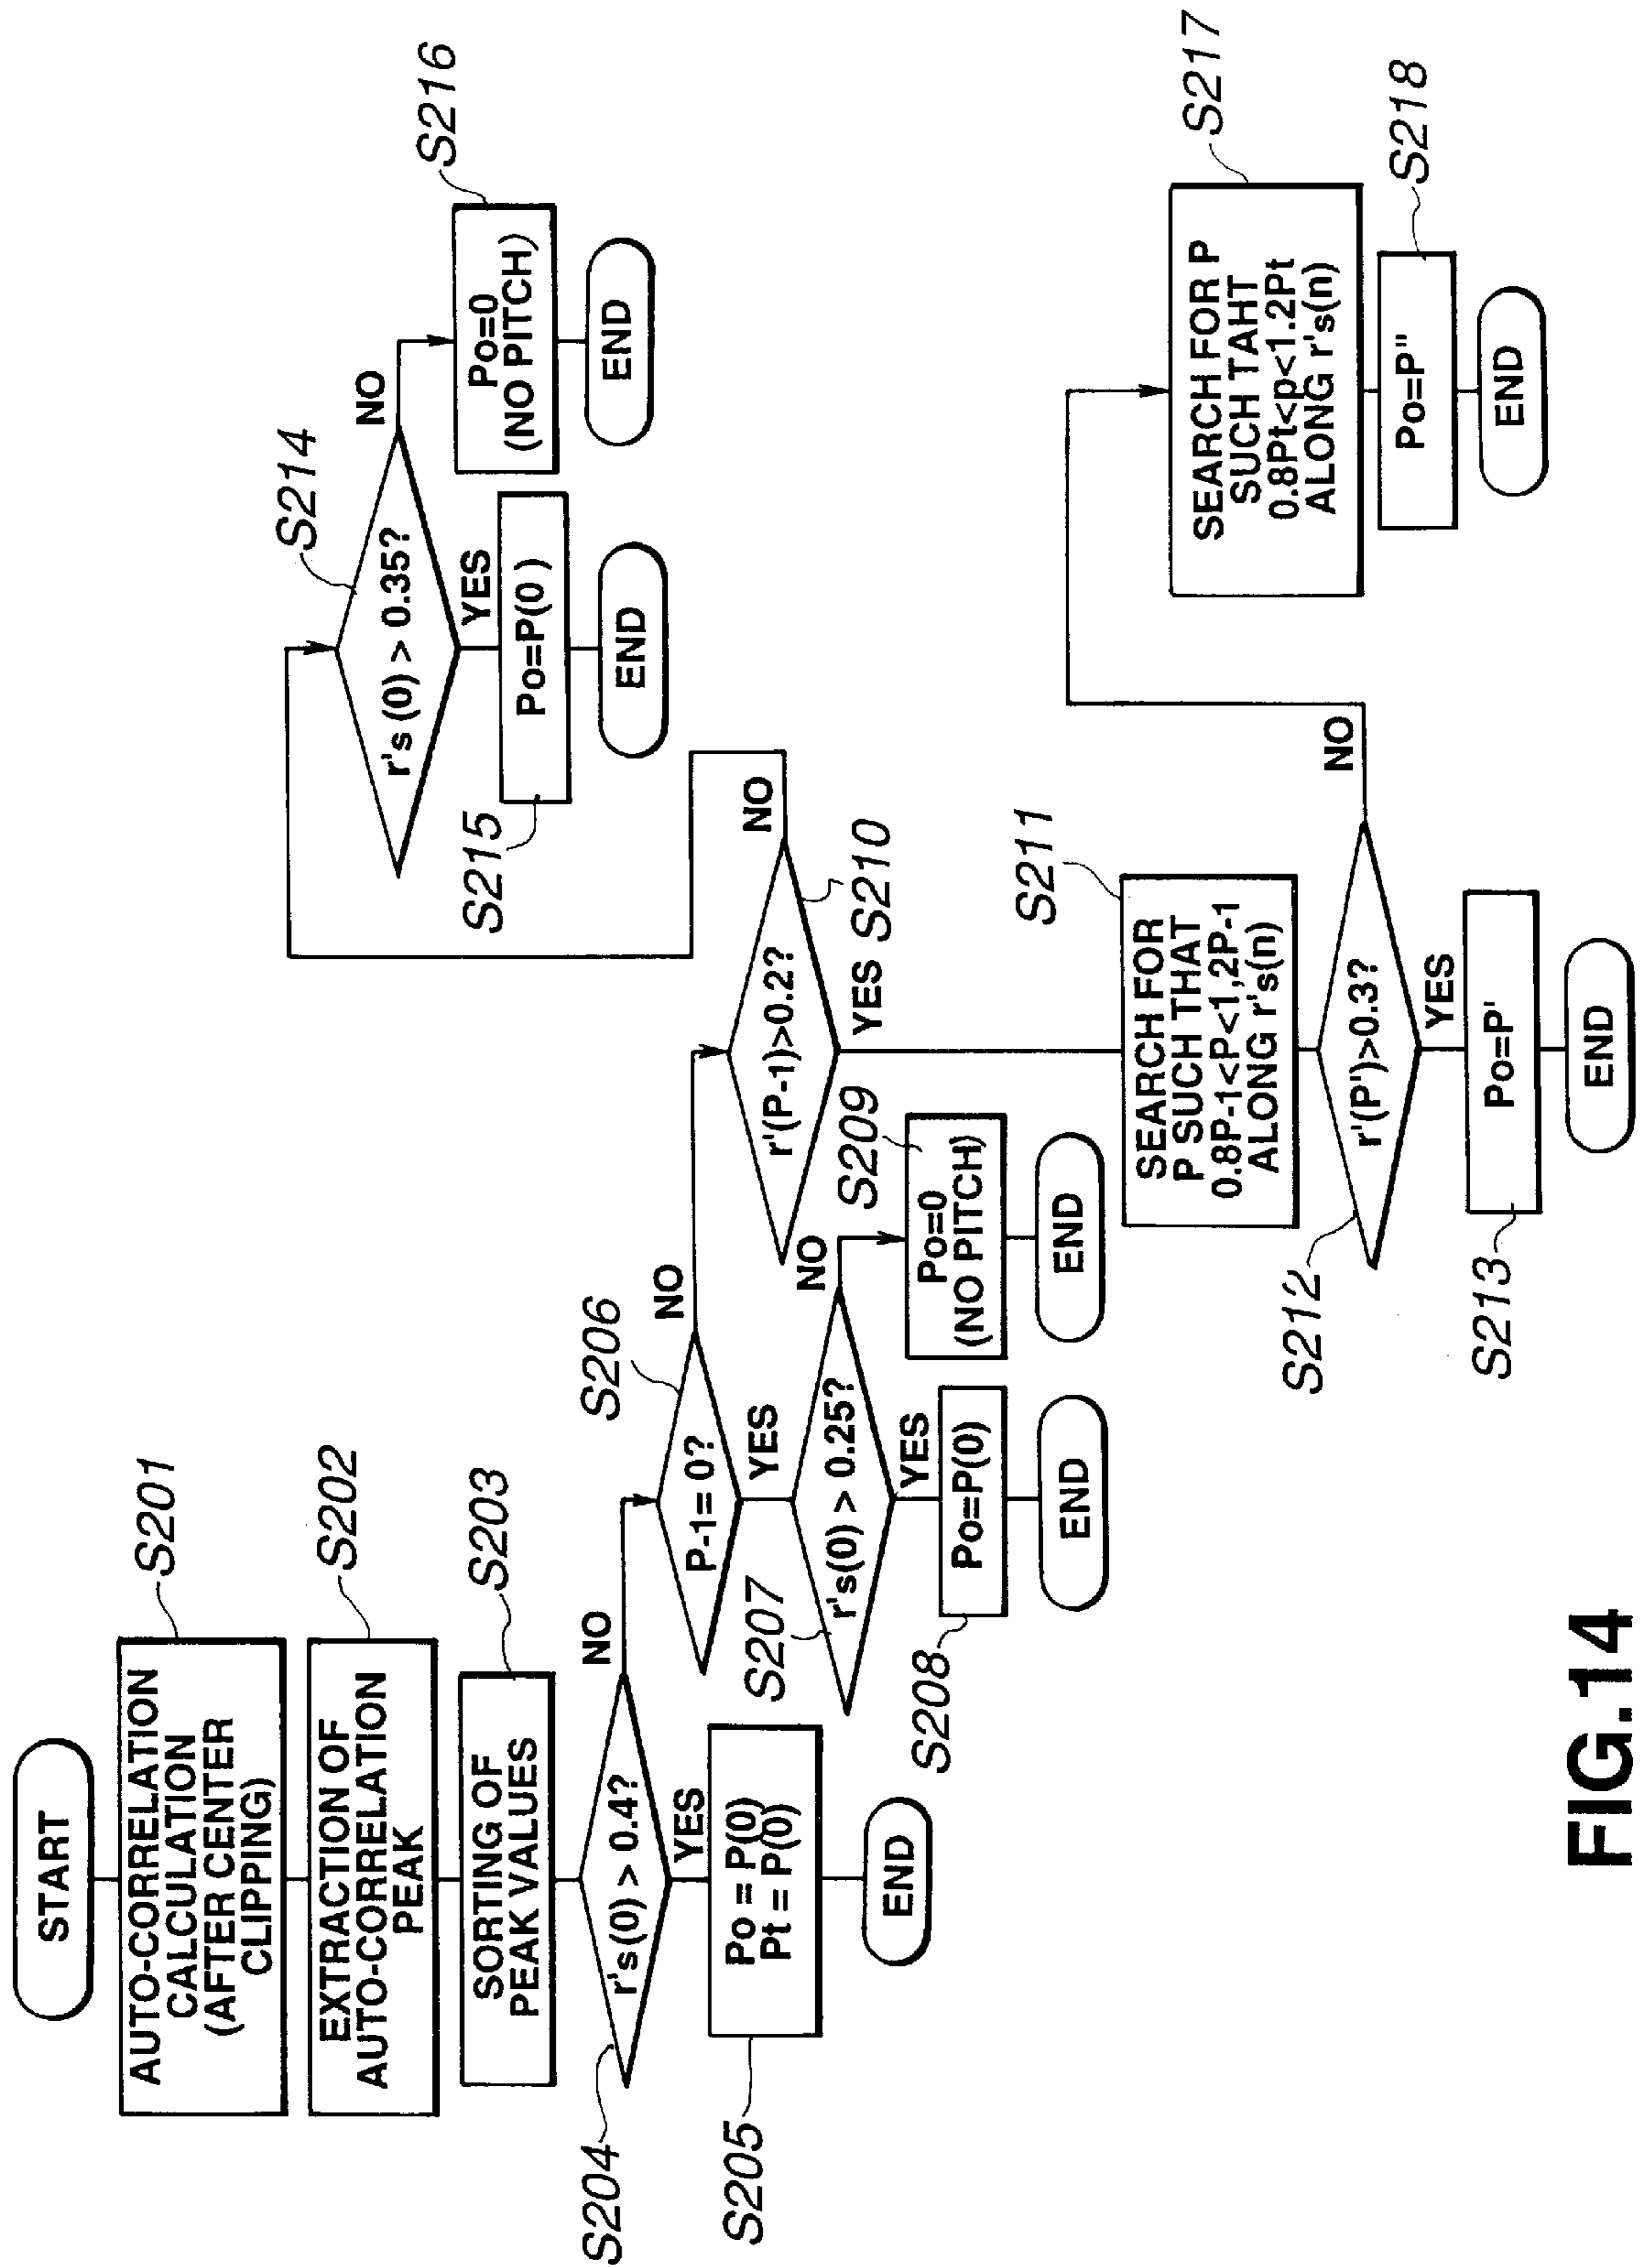 START
AUTO-CORRELATION
CALCULATION
(AFTER CENTER
CLIPPING)
S201
EXTRACTION OF
AUTO-CORRELATION
PEAK
S202
SORTING OF
PEAK VALUES
S203
r's(0) > 0.4?
S204
NO
YES
Po = P(0)
Pt = P(0)
S205
END
P-1= 0?
S206
NO
YES
r's(0) > 0.25?
S207
NO
YES
Po=P(0)
S208
END
Po=0
(NO PITCH)
S209
END
r'(P-1)>0.2?
NO
YES
S210
SEARCH FOR
P SUCH THAT
0.8P-1<P<1,2P-1
ALONG r's(n)
S211
r'(P')>0.3?
S212
NO
YES
Po=P'
S213
END
r's (0) > 0.35?
S214
NO
YES
Po=P(0 )
S215
END
Po=0
(NO PITCH)
S216
END
SEARCH FOR P
SUCH TAHT
0.8Pt<p<1.2Pt
ALONG r's(n)
S217
Po=P"
S218
END
FIG.14